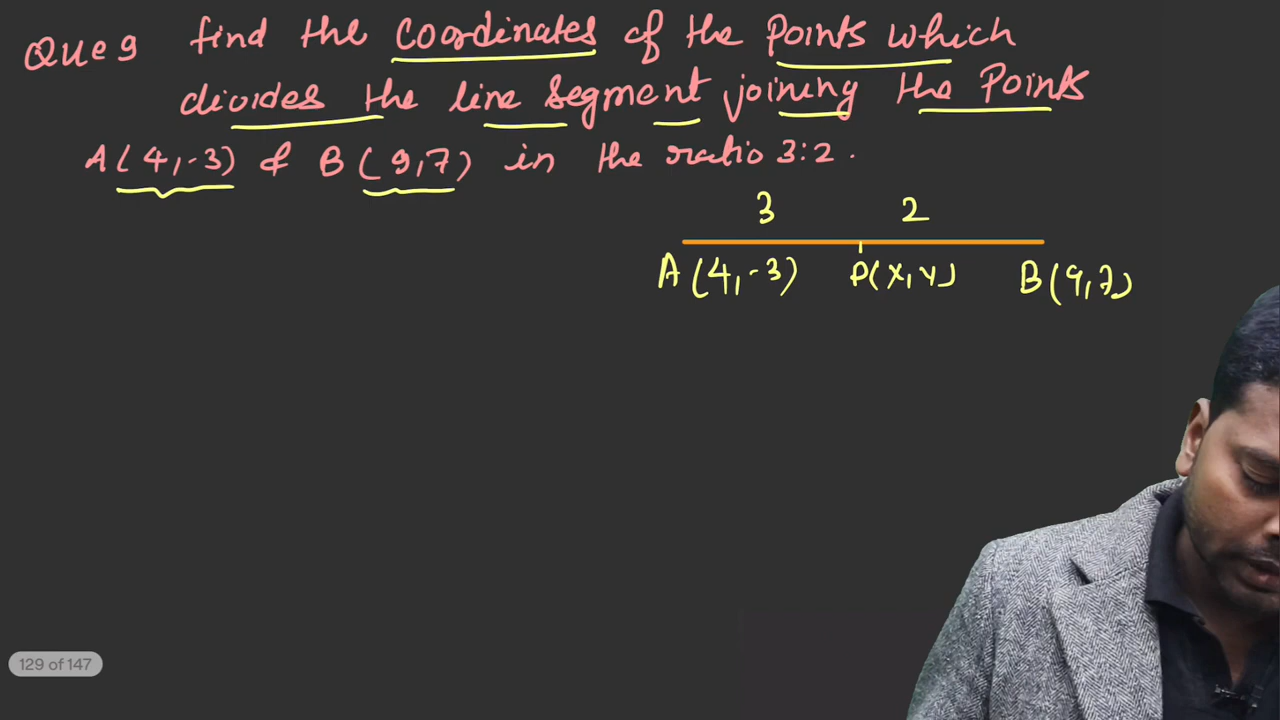 Que 9 find the coordinates of the Points which
divides the line segment joining the Points
A(4,-3) & B(9,7) in the ratio 3:2.
3 2
A(4,-3) P(x,y) B(9,7)
129 of 147